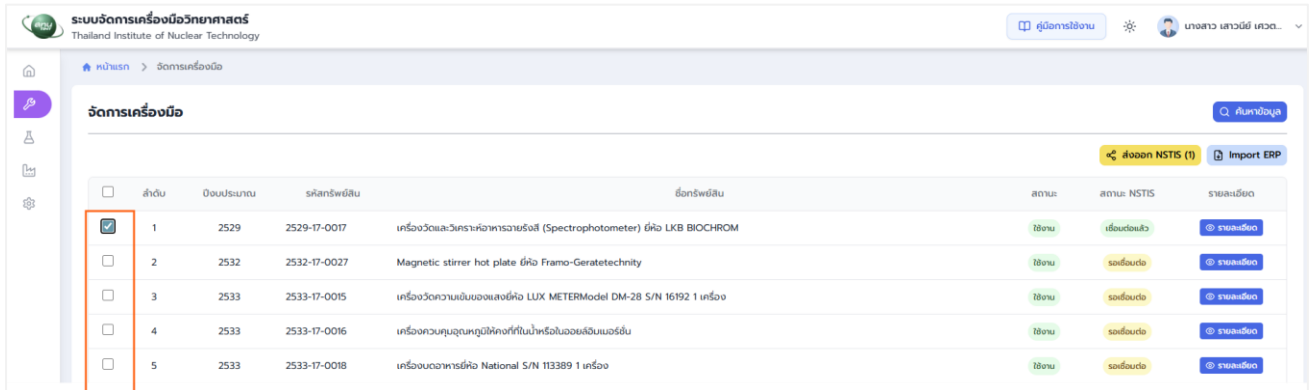 ระบบจัดการเครื่องมือวิทยาศาสตร์
Thailand Institute of Nuclear Technology
คู่มือการใช้งาน
นางสาว เสาวนีย์ เศวต...
หน้าแรก > จัดการเครื่องมือ
จัดการเครื่องมือ
ค้นหาข้อมูล
ส่งออก NSTIS (1) Import ERP
ลำดับ ปีงบประมาณ รหัสทรัพย์สิน ชื่อทรัพย์สิน สถานะ สถานะ NSTIS รายละเอียด
1 2529 2529-17-0017 เครื่องวัดและวิเคราะห์อาหารฉายรังสี (Spectrophotometer) ยี่ห้อ LKB BIOCHROM ใช้งาน เชื่อมต่อแล้ว รายละเอียด
2 2532 2532-17-0027 Magnetic stirrer hot plate ยี่ห้อ Framo-Geratetechnity ใช้งาน รอเชื่อมต่อ รายละเอียด
3 2533 2533-17-0015 เครื่องวัดความเข้มของแสงยี่ห้อ LUX METERModel DM-28 S/N 16192 1 เครื่อง ใช้งาน รอเชื่อมต่อ รายละเอียด
4 2533 2533-17-0016 เครื่องควบคุมอุณหภูมิให้คงที่ที่ในน้ำหรือในออยล์อิมเมอร์ชั่น ใช้งาน รอเชื่อมต่อ รายละเอียด
5 2533 2533-17-0018 เครื่องบดอาหารยี่ห้อ National S/N 113389 1 เครื่อง ใช้งาน รอเชื่อมต่อ รายละเอียด